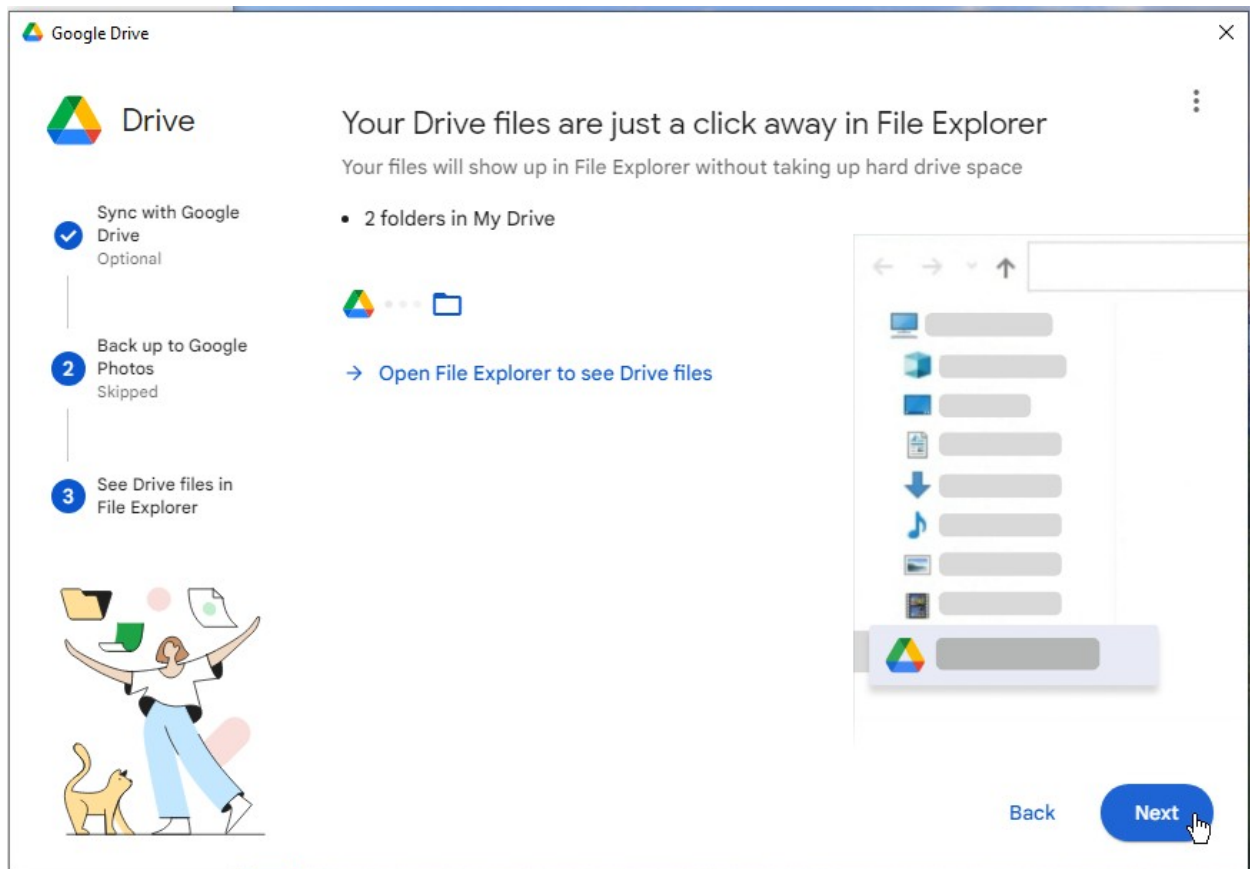 Google Drive
Drive
Sync with Google
Drive
Optional
2
Back up to Google
Photos
Skipped
3
See Drive files in
File Explorer
Your Drive files are just a click away in File Explorer
Your files will show up in File Explorer without taking up hard drive space
• 2 folders in My Drive
→ Open File Explorer to see Drive files
Back
Next